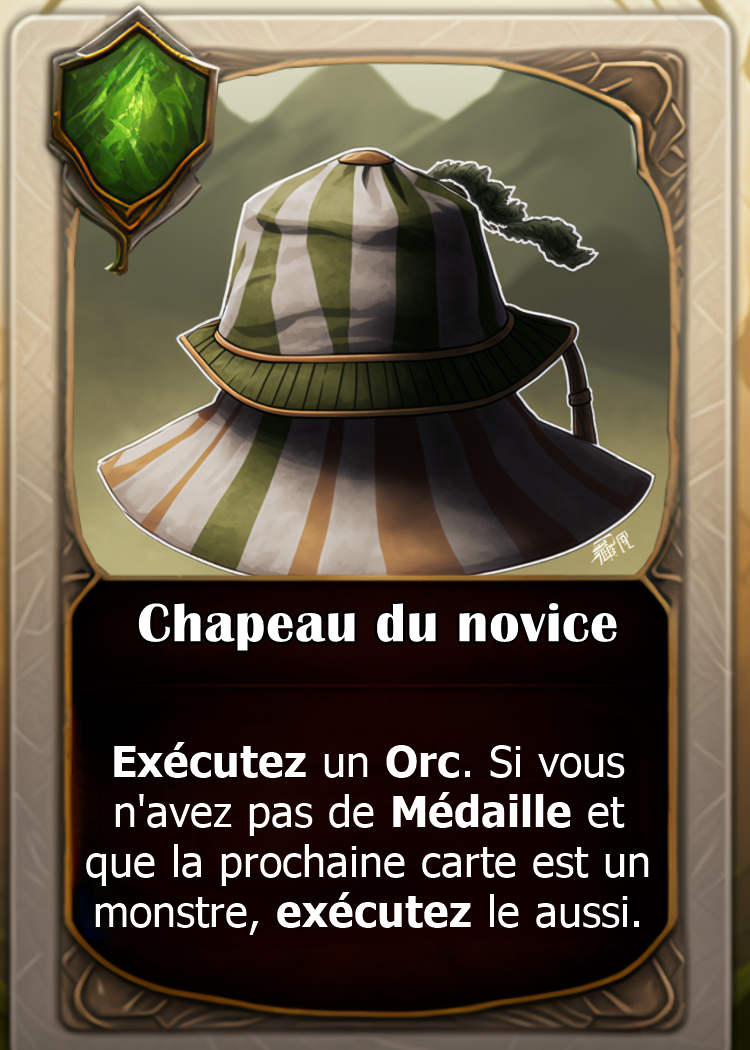 Chapeau du novice
Exécutez un Orc. Si vous
n'avez pas de Médaille et
que la prochaine carte est un
monstre, exécutez le aussi.